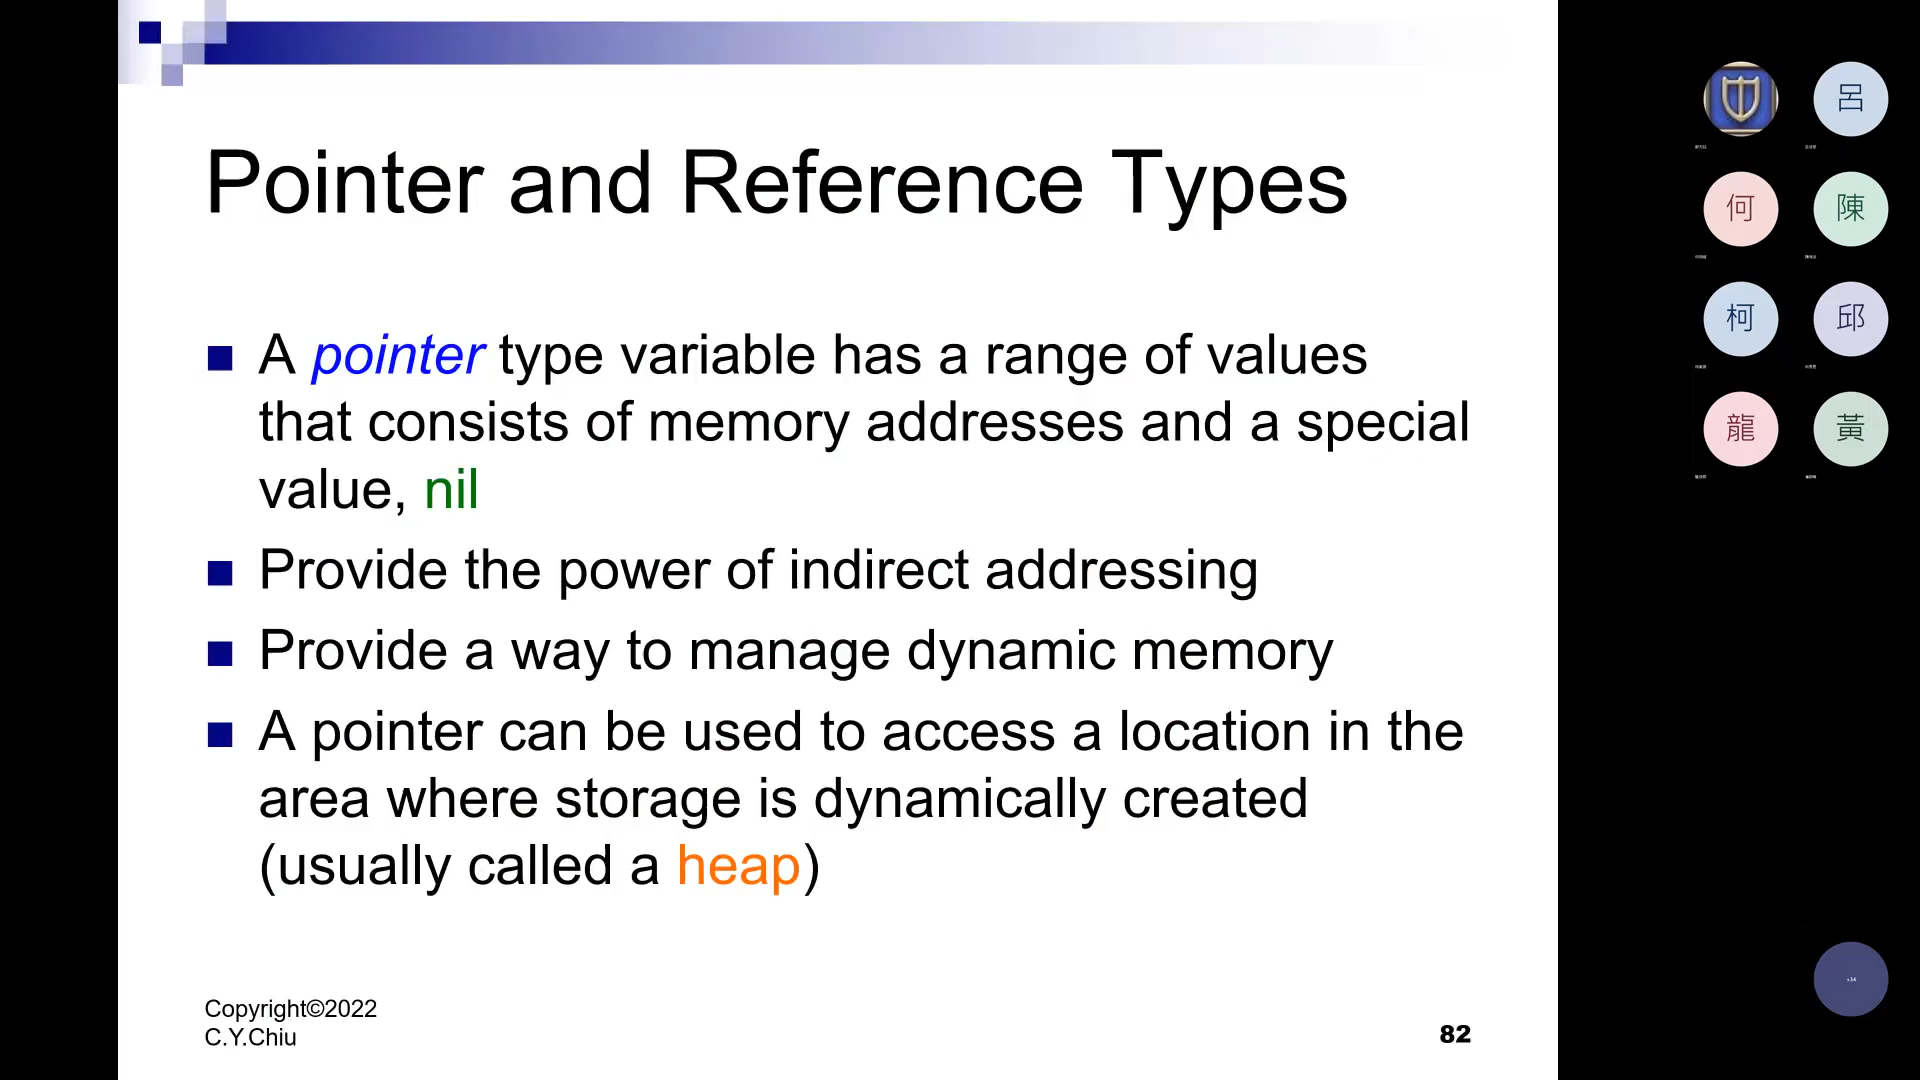 Pointer and Reference Types
A pointer type variable has a range of values
that consists of memory addresses and a special
value, nil
Provide the power of indirect addressing
Provide a way to manage dynamic memory
A pointer can be used to access a location in the
area where storage is dynamically created
(usually called a heap)
Copyright©2022
C.Y.Chiu
82
呂
何
陳
柯
邱
龍
黃
+34